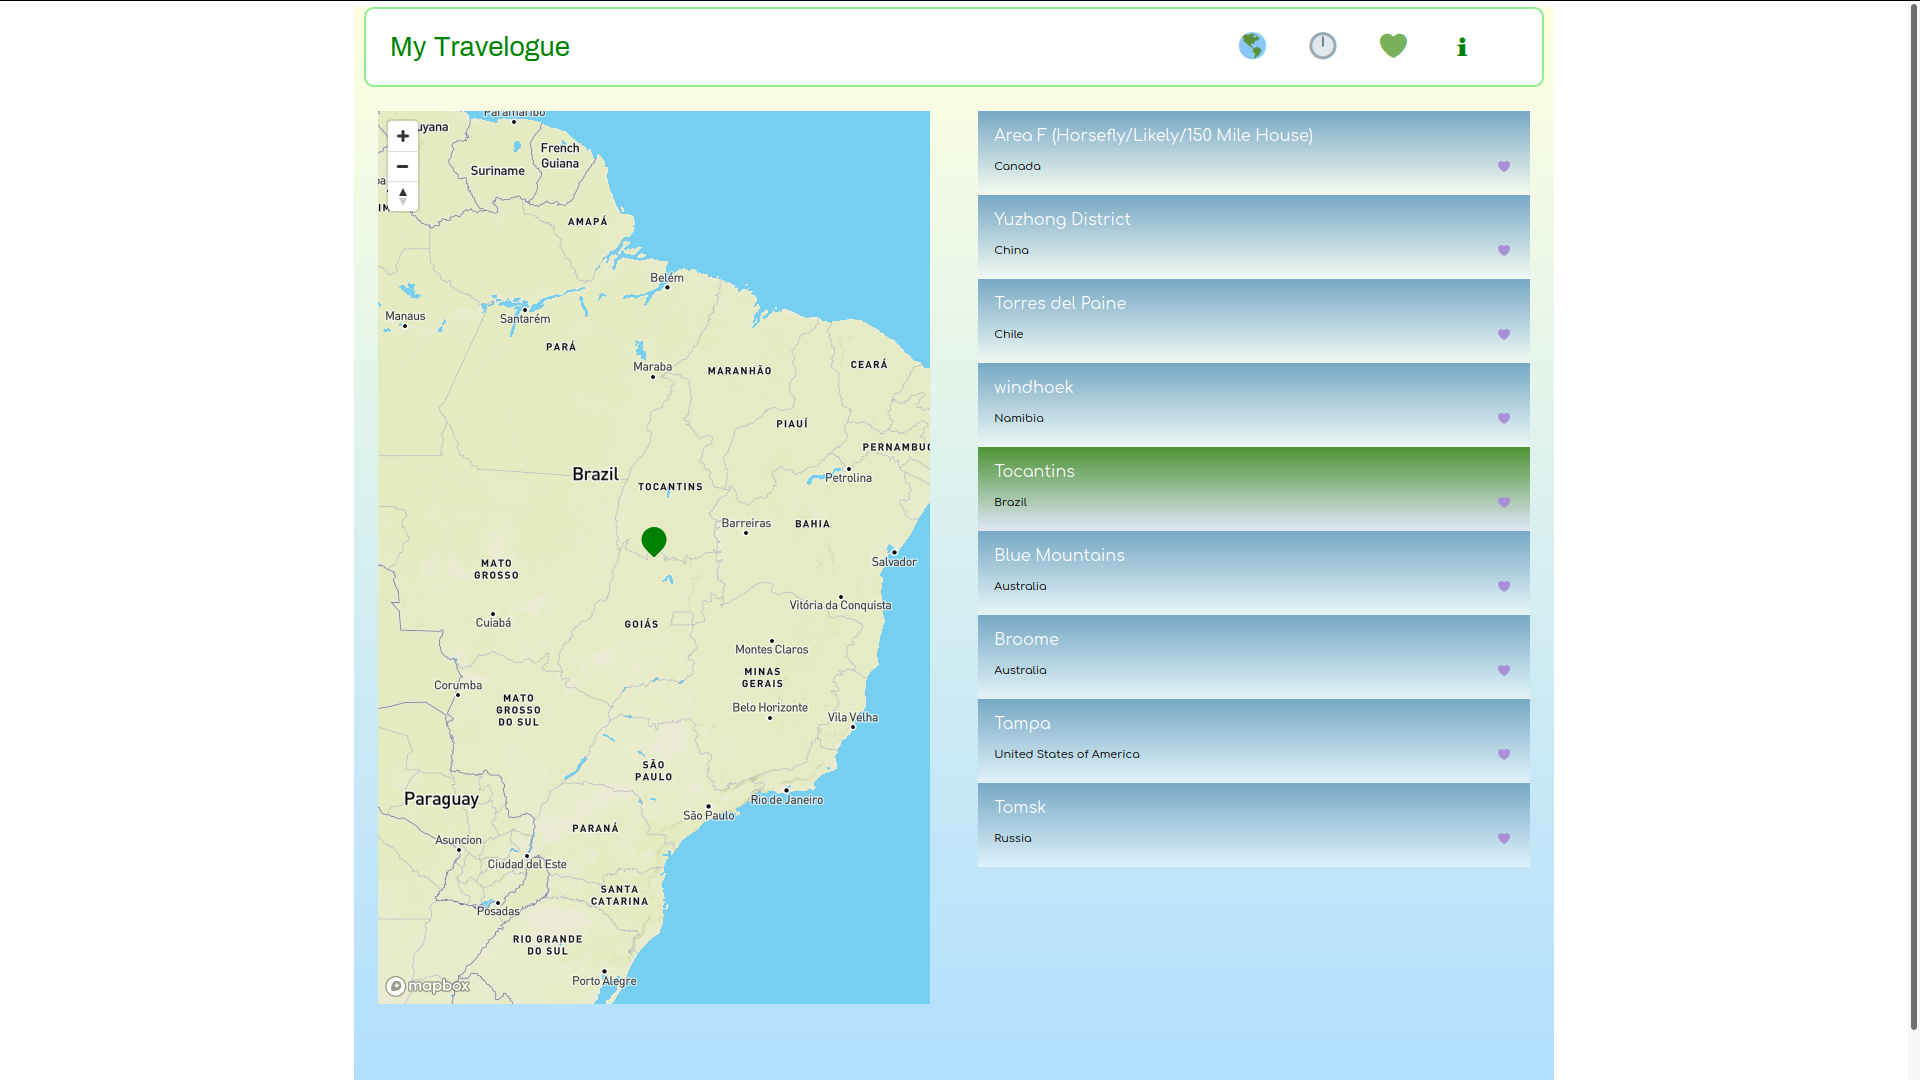 My Travelogue
Paramaribo
uyana
French
Guiana
Suriname
AMAPÁ
Belém
Manaus
Santarém
PARÁ
Maraba
MARANHÃO
CEARÁ
PIAUÍ
PERNAMBUC
Brazil
TOCANTINS
Petrolina
Barreiras
BAHIA
Salvador
MATO
GROSSO
Vitória da Conquista
Cuiabá
GOIÁS
Montes Claros
MINAS
GERAIS
Corumba
MATO
GROSSO
DO SUL
Belo Horizonte
Vila Velha
SÃO
PAULO
Paraguay
Rio de Janeiro
São Paulo
PARANÁ
Asuncion
Ciudad del Este
SANTA
CATARINA
Posadas
RIO GRANDE
DO SUL
Porto Alegre
mapbox
Area F (Horsefly/Likely/150 Mile House)
Canada
Yuzhong District
China
Torres del Paine
Chile
windhoek
Namibia
Tocantins
Brazil
Blue Mountains
Australia
Broome
Australia
Tampa
United States of America
Tomsk
Russia